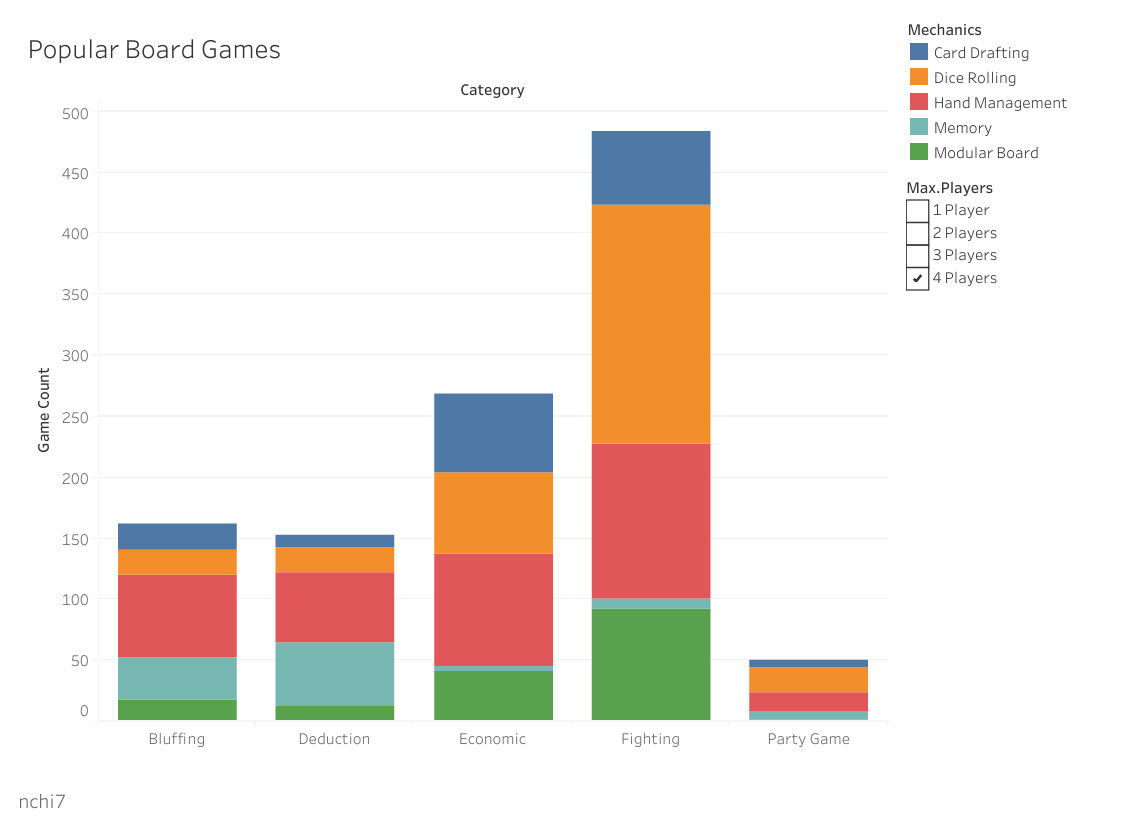 Popular Board Games
Category
500
450
400
350
300
250
200
150
100
50
0
Game Count
Bluffing
Deduction
Economic
Fighting
Party Game
Mechanics
Card Drafting
Dice Rolling
Hand Management
Memory
Modular Board
Max.Players
1 Player
2 Players
3 Players
4 Players
nchi7